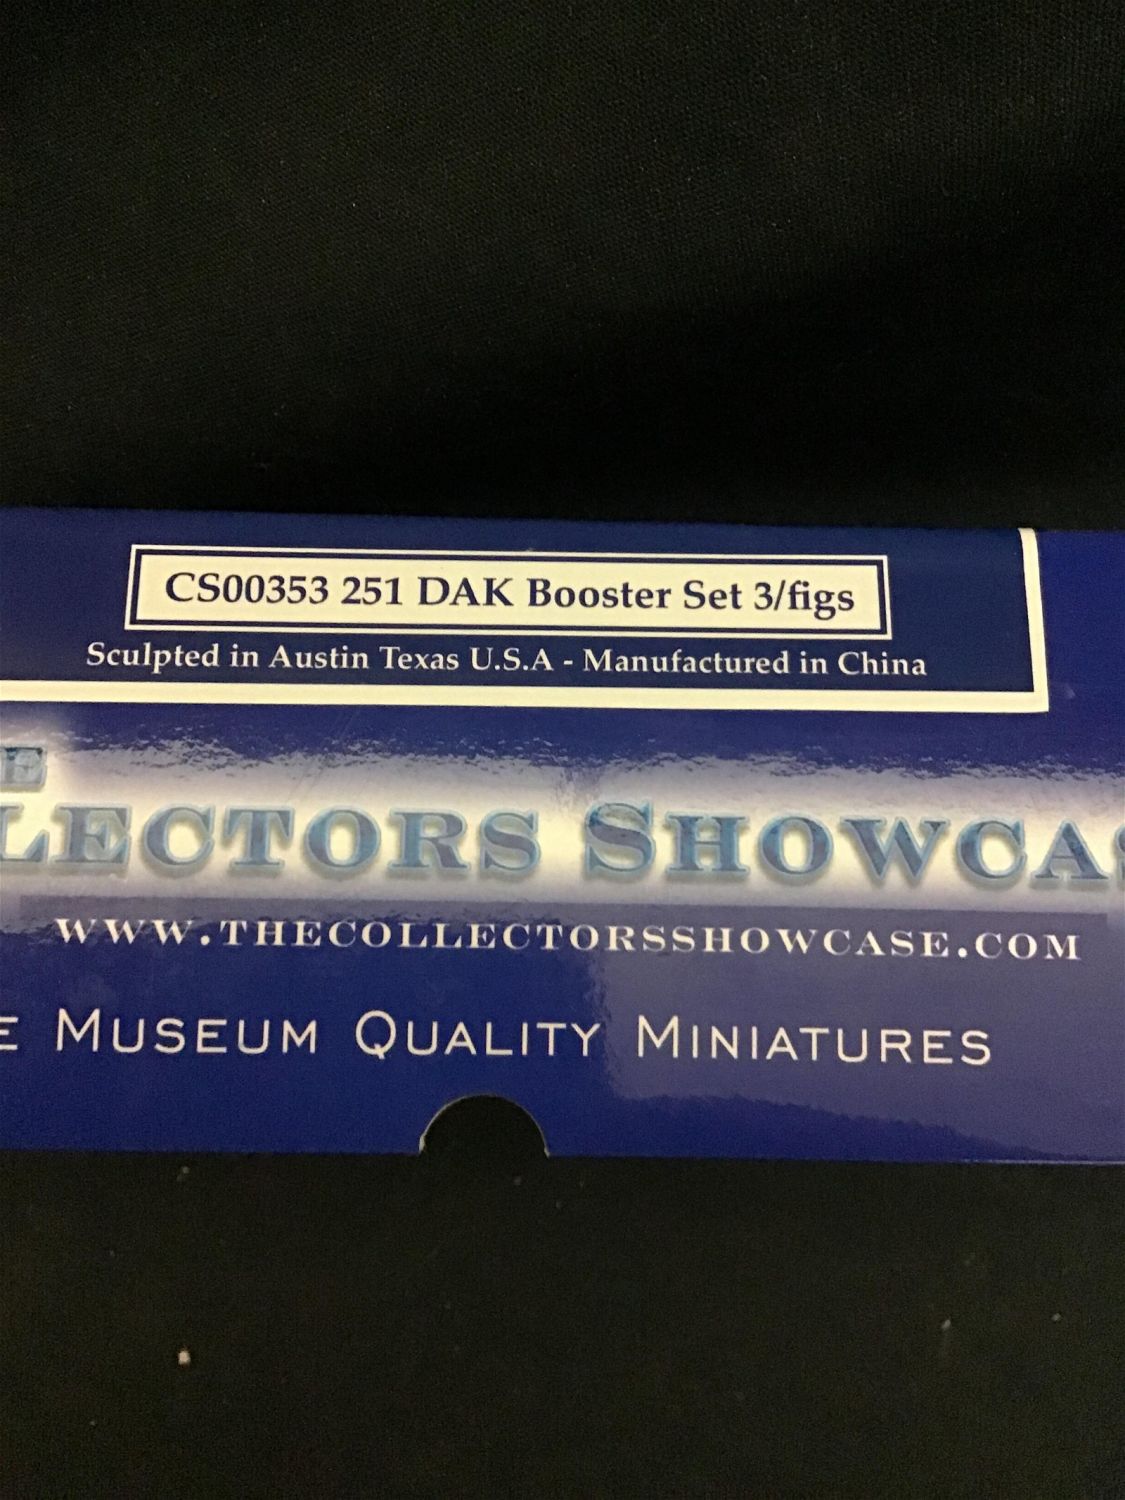 CS00353 251 DAK Booster Set 3/figs
Sculpted in Austin Texas U.S.A - Manufactured in China
E
LECTORS SHOWCAS
WWW.THECOLLECTORSSHOWCASE.COM
E MUSEUM QUALITY MINIATURES